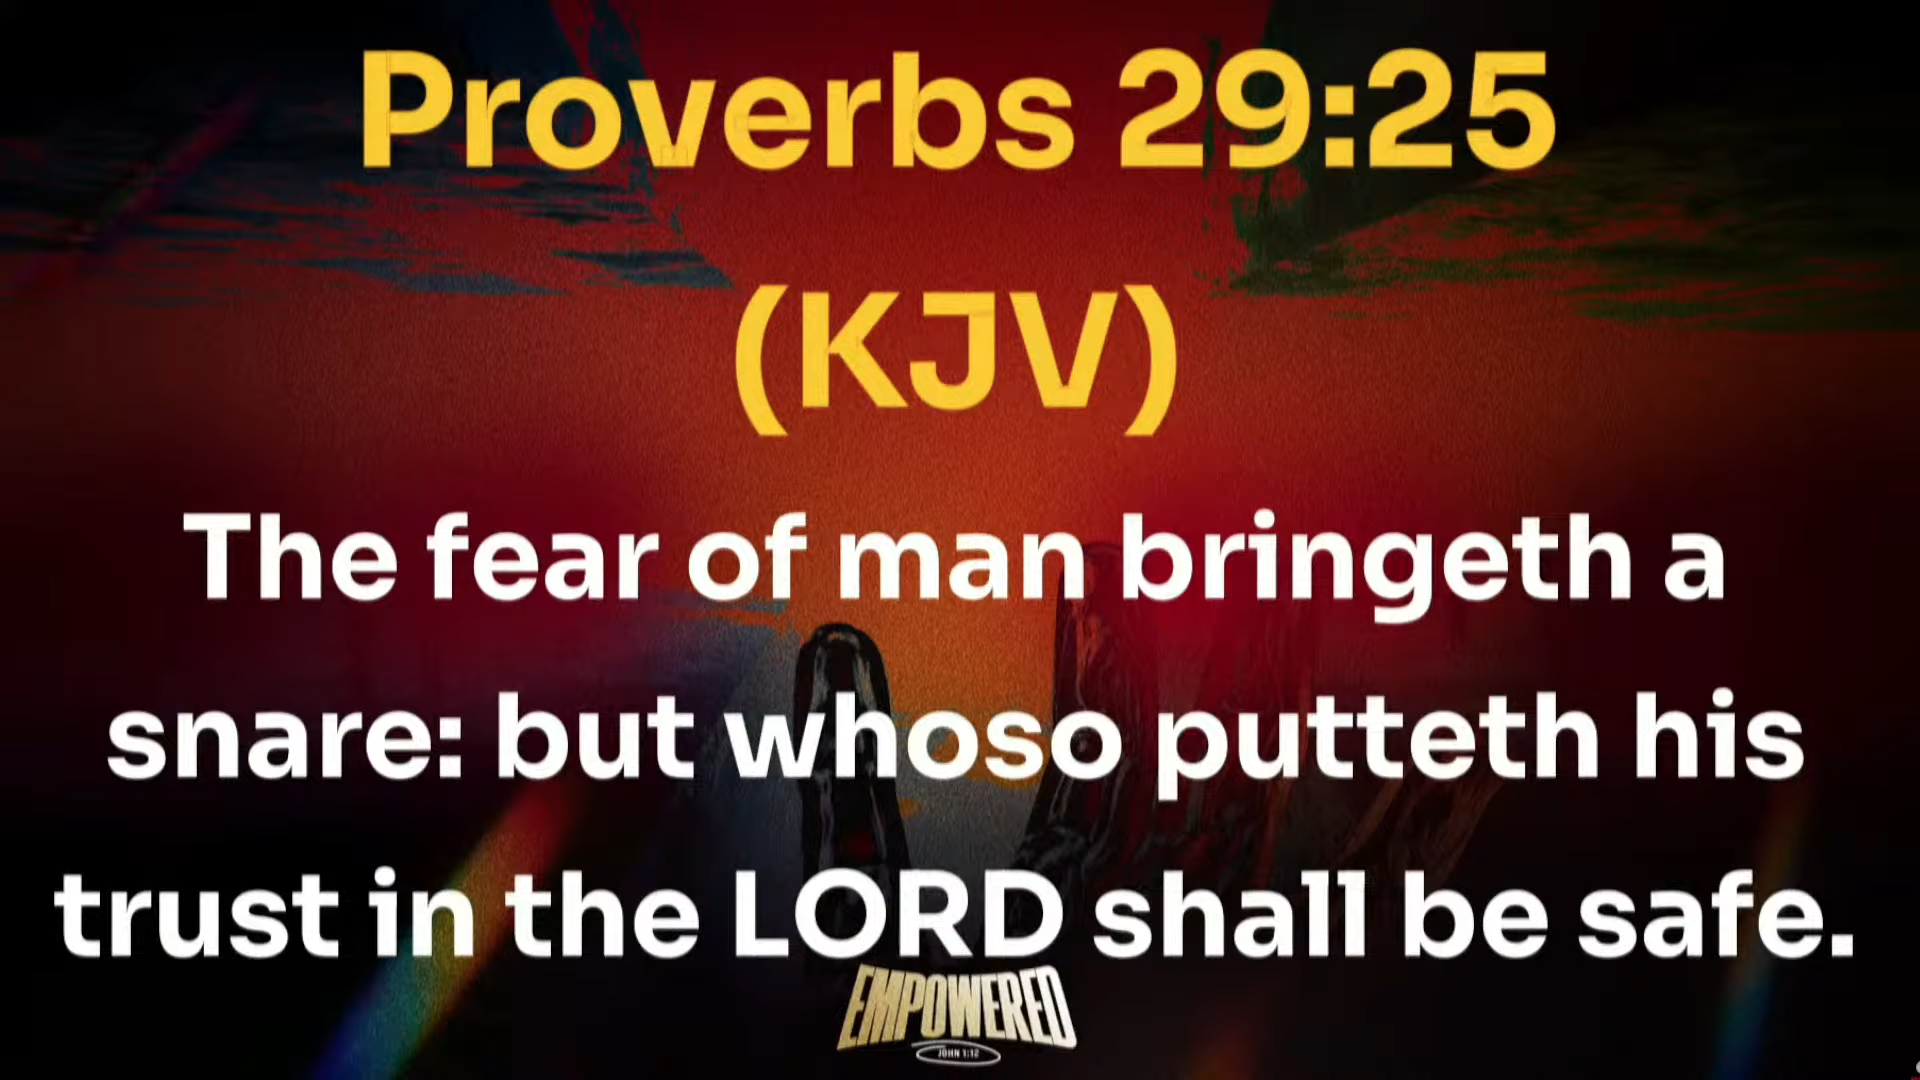 Proverbs 29:25
(KJV)
The fear of man bringeth a
snare: but whoso putteth his
trust in the LORD shall be safe.
EMPOWERED
JOHN 1:12